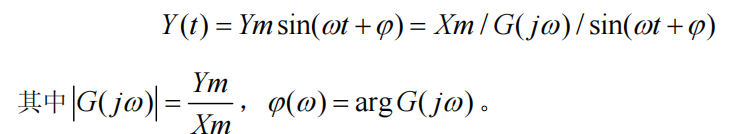 Y(t) = Ym sin(ωt + φ) = Xm / G(jω) / sin(ωt + φ)
其中|G(jω)| = Ym/Xm，φ(ω) = arg G(jω)。